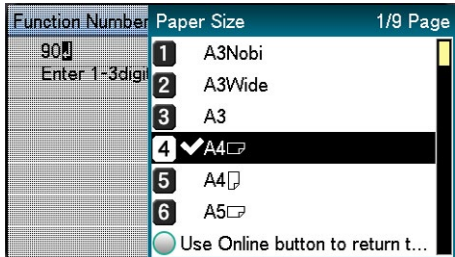 Function Number
90
Enter 1-3digi
Paper Size 1/9 Page
1 A3Nobi
2 A3Wide
3 A3
4 A4
5 A4
6 A5
Use Online button to return t...